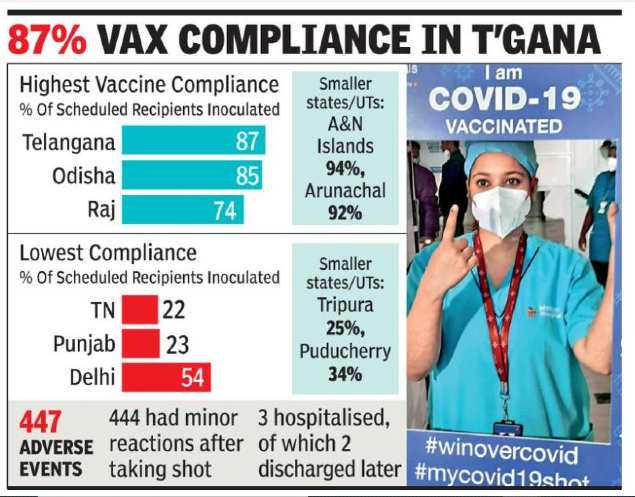 87% VAX COMPLIANCE IN T'GANA
Highest Vaccine Compliance
% Of Scheduled Recipients Inoculated
Telangana 87
Odisha 85
Raj 74
Smaller
states/UTs:
A&N
Islands
94%,
Arunachal
92%
Lowest Compliance
% Of Scheduled Recipients Inoculated
TN 22
Punjab 23
Delhi 54
Smaller
states/UTs:
Tripura
25%,
Puducherry
34%
447
ADVERSE
EVENTS
444 had minor
reactions after
taking shot
3 hospitalised,
of which 2
discharged later
I am
COVID-19
VACCINATED
#winovercovid
#mycovid19shot